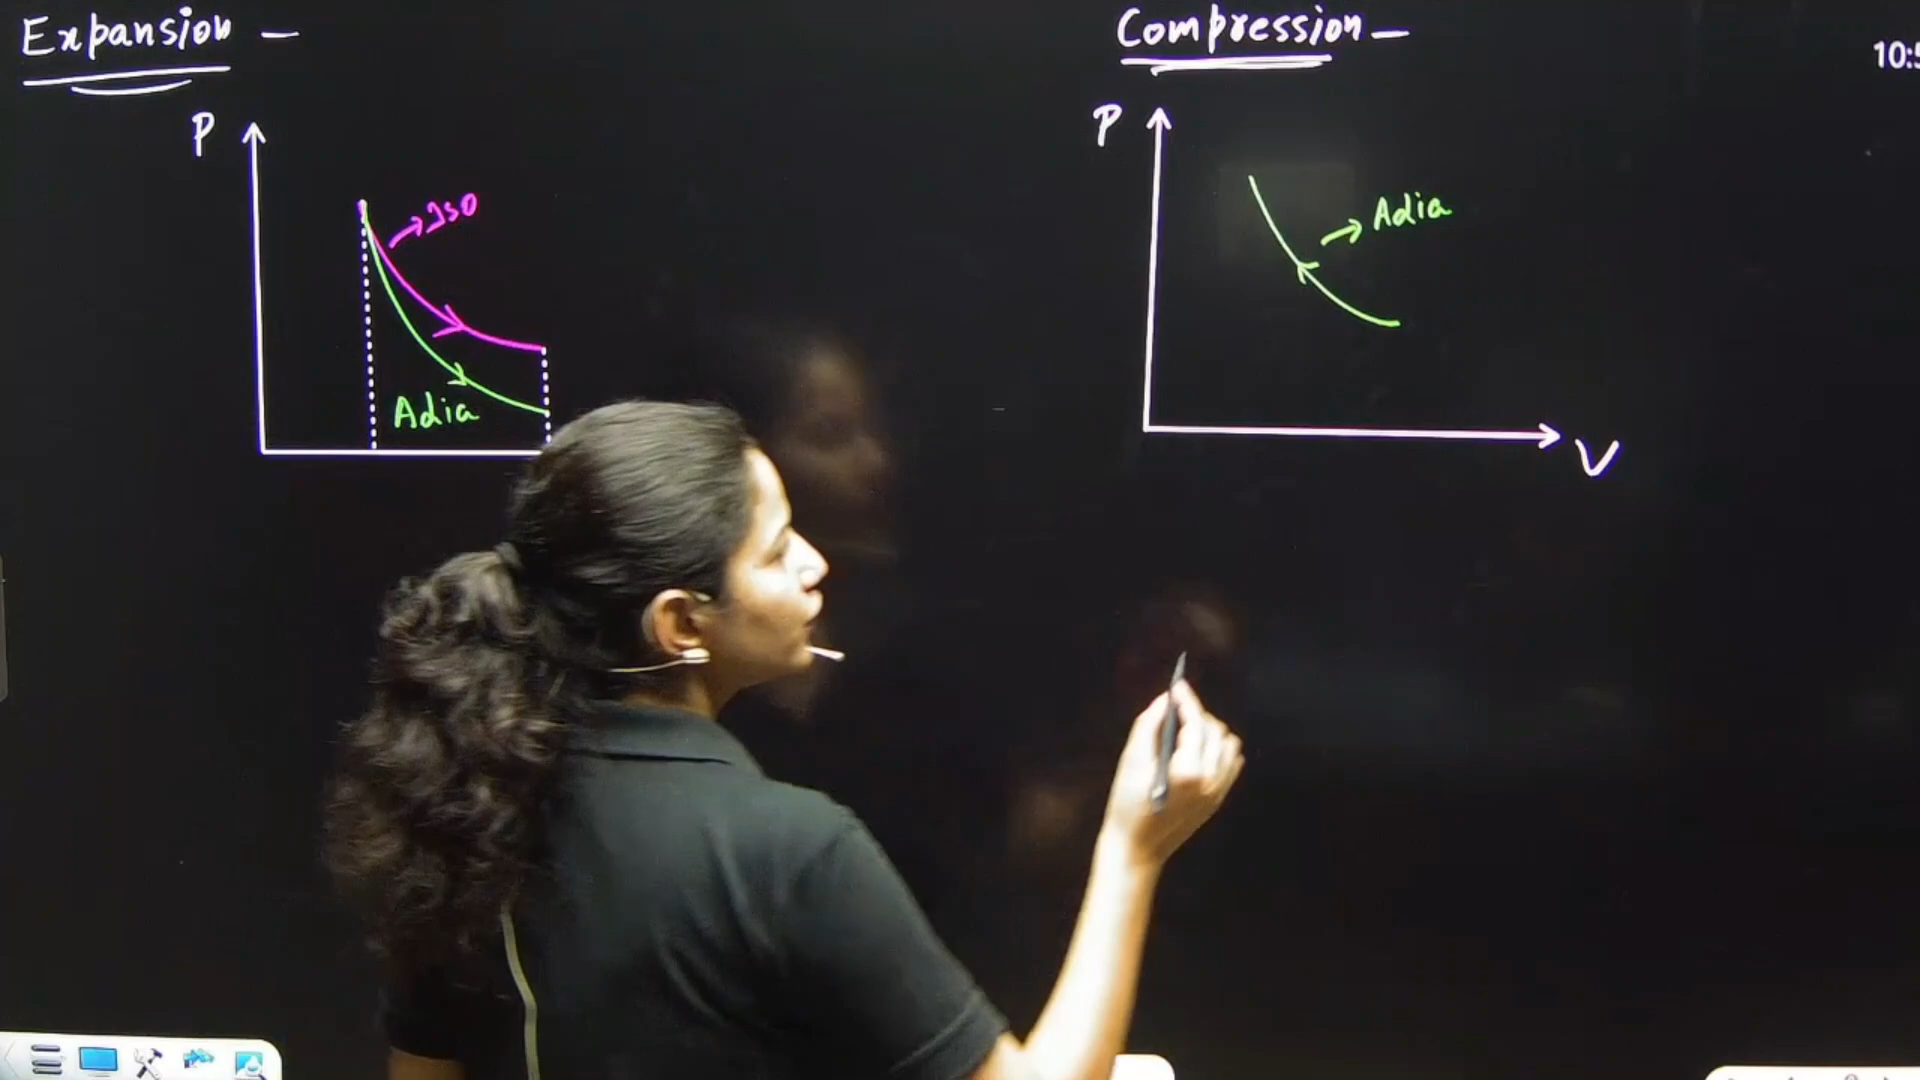 Expansion –
P
Iso
Adia
Compression –
P
Adia
V
10:5